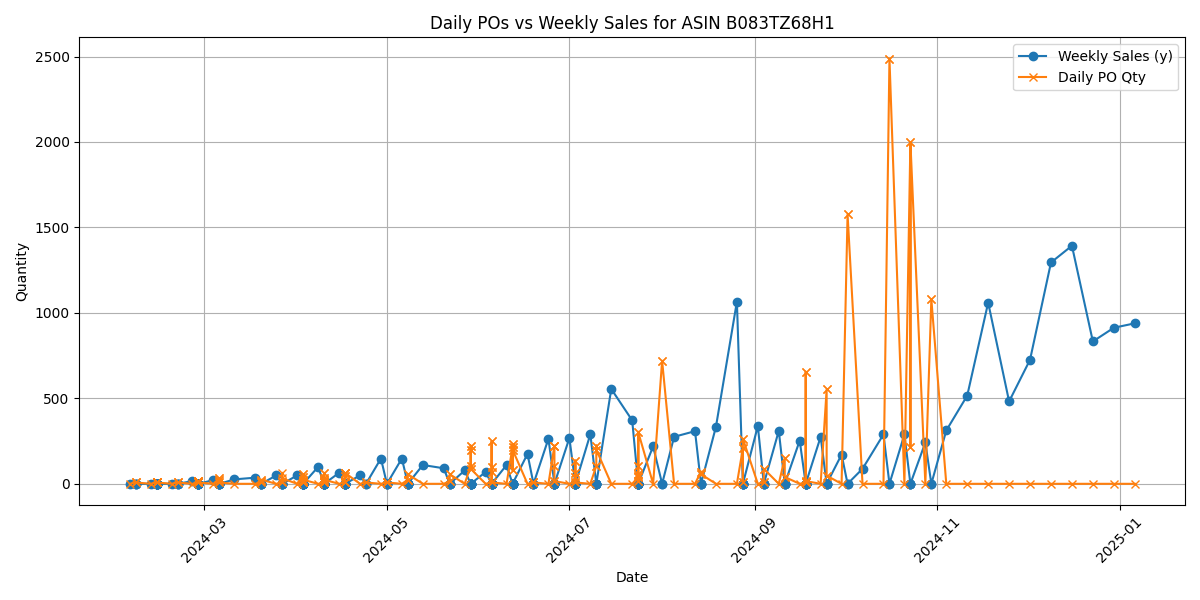 Daily POs vs Weekly Sales for ASIN B083TZ68H1
Weekly Sales (y)
Daily PO Qty
Quantity
2500
2000
1500
1000
500
0
2024-03
2024-05
2024-07
2024-09
2024-11
2025-01
Date